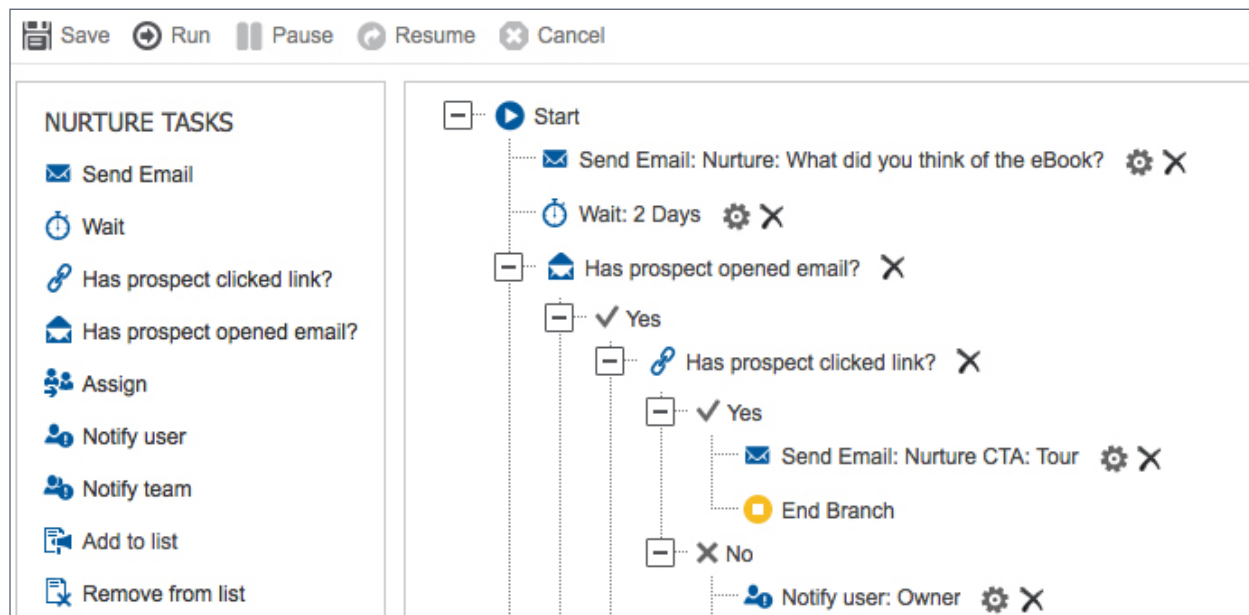 Save Run Pause Resume Cancel
NURTURE TASKS
Send Email
Wait
Has prospect clicked link?
Has prospect opened email?
Assign
Notify user
Notify team
Add to list
Remove from list
Start
Send Email: Nurture: What did you think of the eBook?
Wait: 2 Days
Has prospect opened email?
Yes
Has prospect clicked link?
Yes
Send Email: Nurture CTA: Tour
End Branch
No
Notify user: Owner